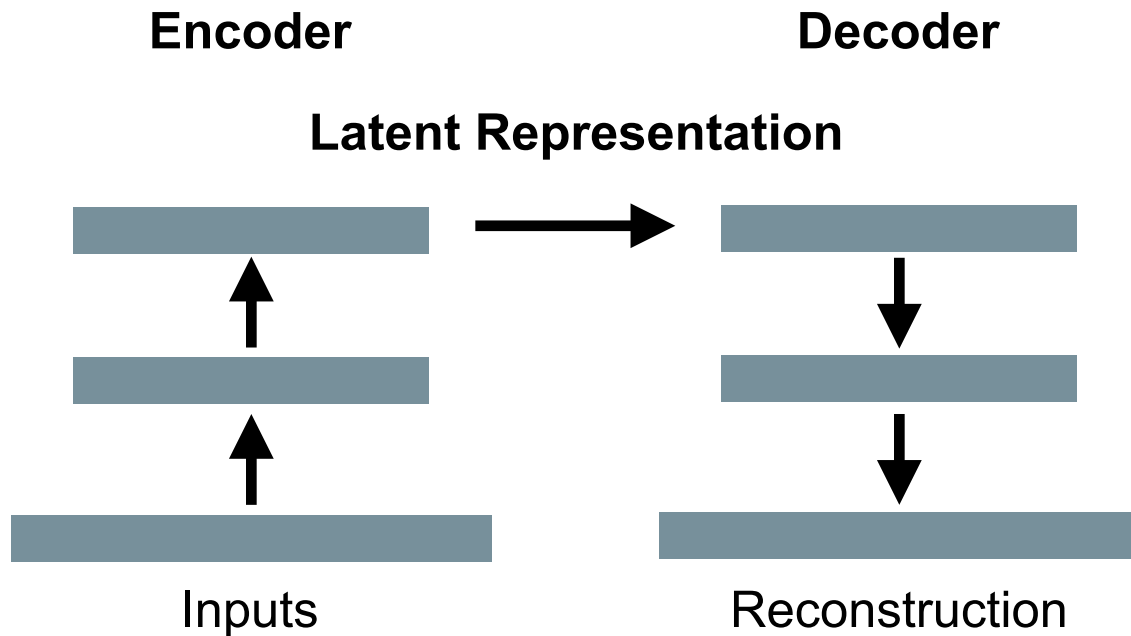 Encoder
Decoder
Latent Representation
Inputs
Reconstruction